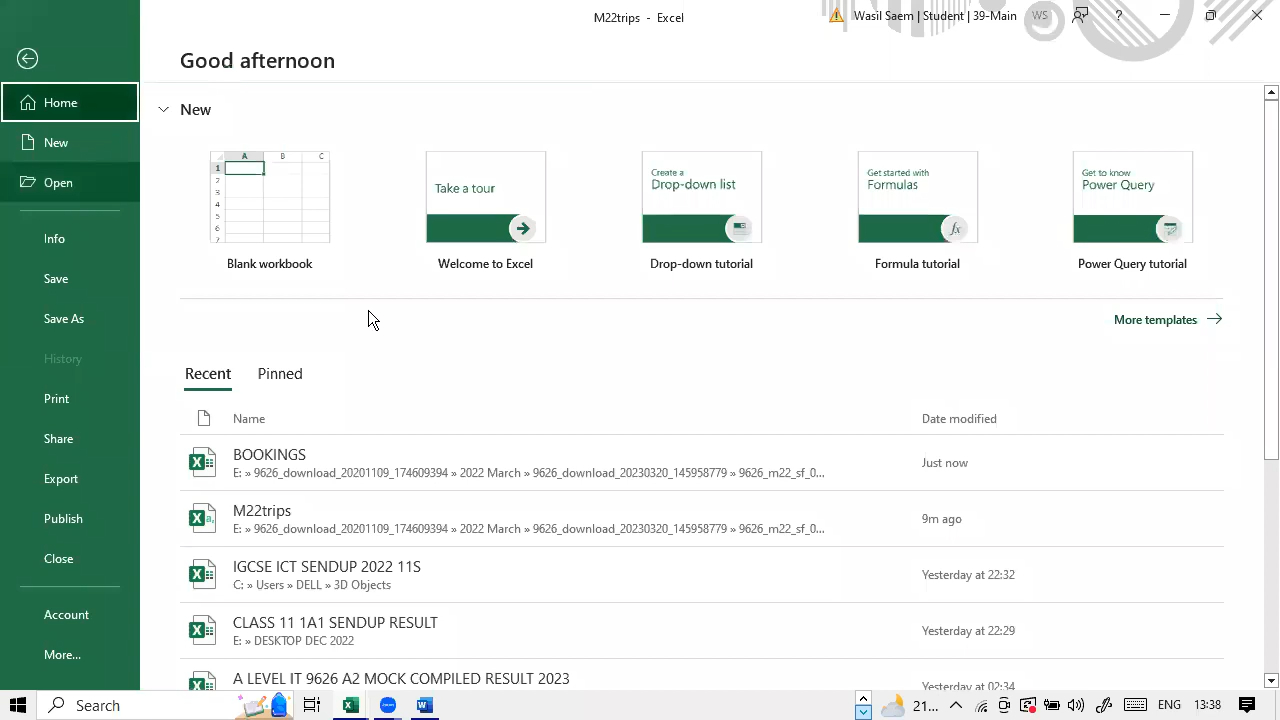 M22trips - Excel
Wasil Saem | Student | 39-Main
WS
?
Good afternoon
Home
New
Open
Info
Save
Save As
History
Print
Share
Export
Publish
Close
Account
More...
New
A B C
1
2
3
4
5
6
7
Blank workbook
Take a tour
Welcome to Excel
Create a
Drop-down list
Drop-down tutorial
Get started with
Formulas
fx
Formula tutorial
Get to know
Power Query
Power Query tutorial
More templates
Recent
Pinned
Name
Date modified
BOOKINGS
E: » 9626_download_20201109_174609394 » 2022 March » 9626_download_20230320_145958779 » 9626_m22_sf_0...
Just now
M22trips
E: » 9626_download_20201109_174609394 » 2022 March » 9626_download_20230320_145958779 » 9626_m22_sf_0...
9m ago
IGCSE ICT SENDUP 2022 11S
C: » Users » DELL » 3D Objects
Yesterday at 22:32
CLASS 11 1A1 SENDUP RESULT
E: » DESKTOP DEC 2022
Yesterday at 22:29
A LEVEL IT 9626 A2 MOCK COMPILED RESULT 2023
Yesterday at 02:34
Search
21...
ENG
13:38